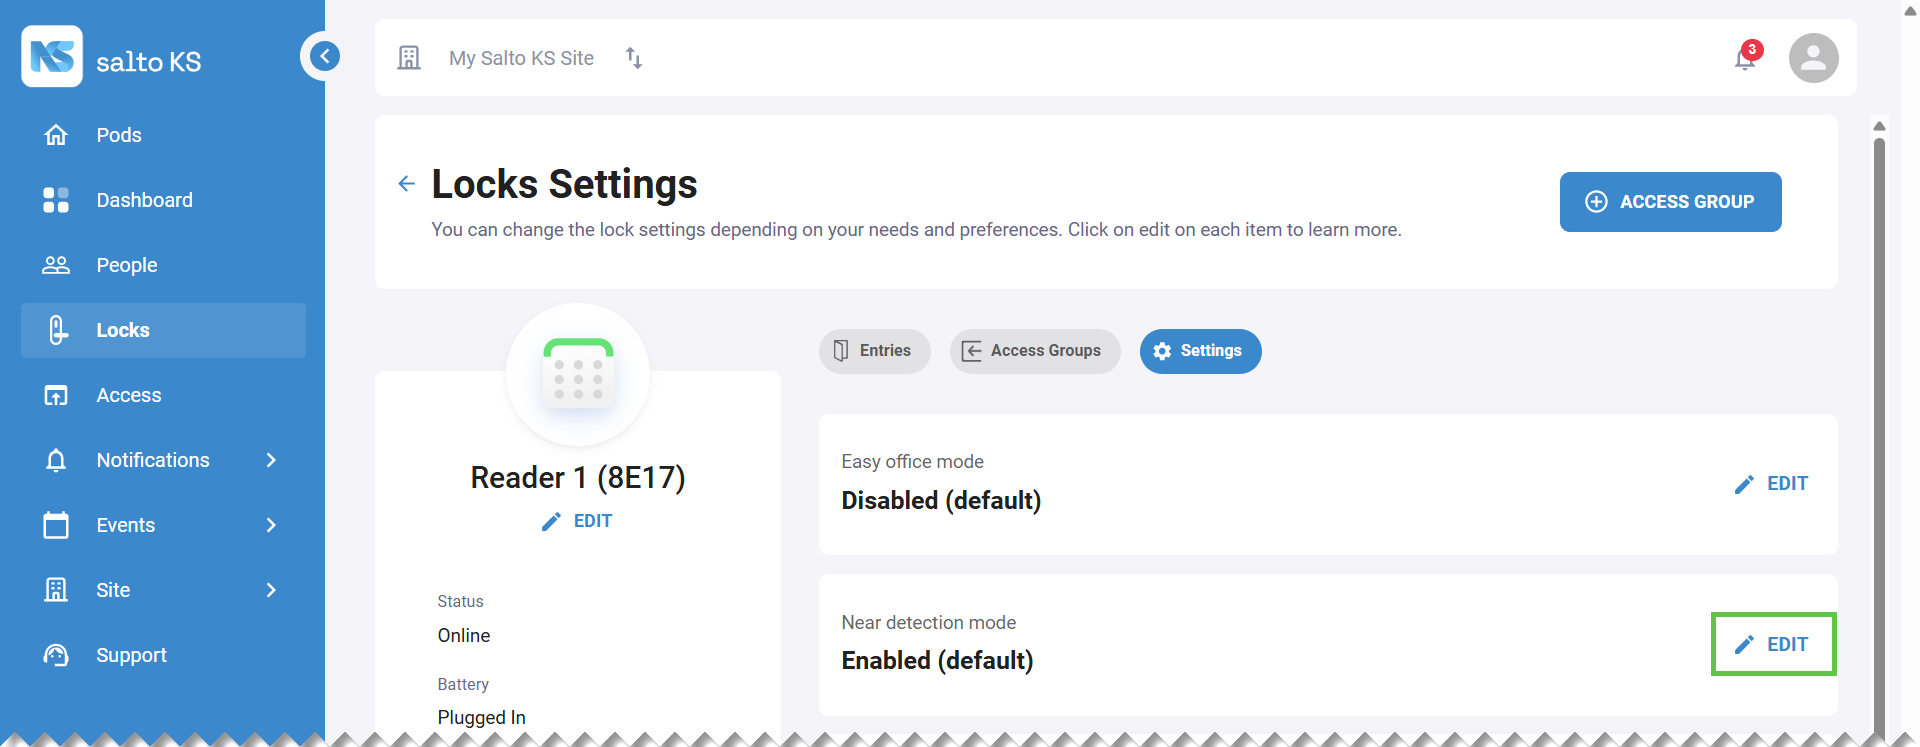 KS salto KS
My Salto KS Site
3
Pods
Dashboard
People
Locks
Access
Notifications
Events
Site
Support
Locks Settings
You can change the lock settings depending on your needs and preferences. Click on edit on each item to learn more.
ACCESS GROUP
Reader 1 (8E17)
EDIT
Status
Online
Battery
Plugged In
Entries
Access Groups
Settings
Easy office mode
Disabled (default)
EDIT
Near detection mode
Enabled (default)
EDIT